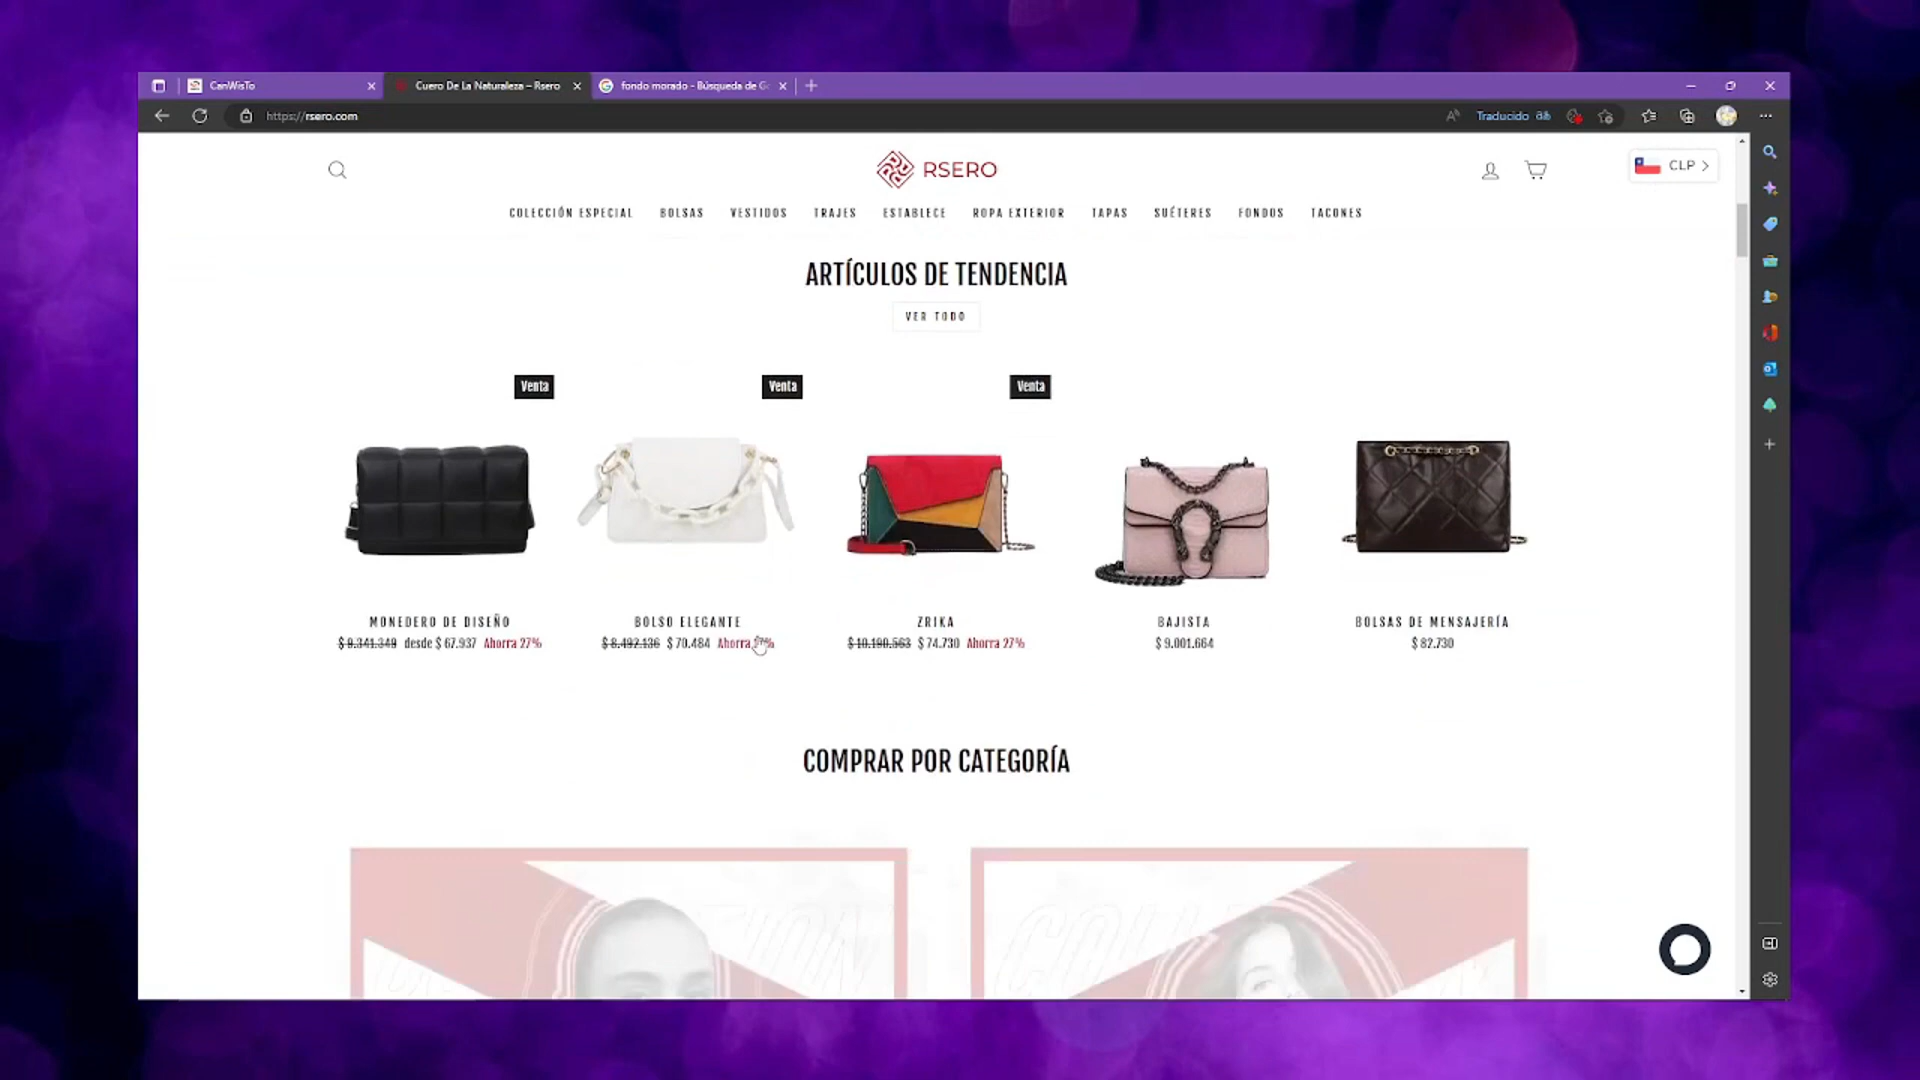 CanWisTo
Cuero De La Naturaleza – Rsero
fondo morado - Búsqueda de Go
https://rsero.com
Traducido
RSERO
CLP
COLECCIÓN ESPECIAL BOLSAS VESTIDOS TRAJES ESTABLECE ROPA EXTERIOR TAPAS SUÉTERES FONDOS TACONES
ARTÍCULOS DE TENDENCIA
VER TODO
Venta Venta Venta
MONEDERO DE DISEÑO
$ 9.341.349 desde $ 67.937 Ahorra 27%
BOLSO ELEGANTE
$ 8.492.136 $ 70.484 Ahorra
ZRIKA
$ 10.190.563 $ 74.730 Ahorra 27%
BAJISTA
$ 9.001.664
BOLSAS DE MENSAJERÍA
$ 82.730
COMPRAR POR CATEGORÍA